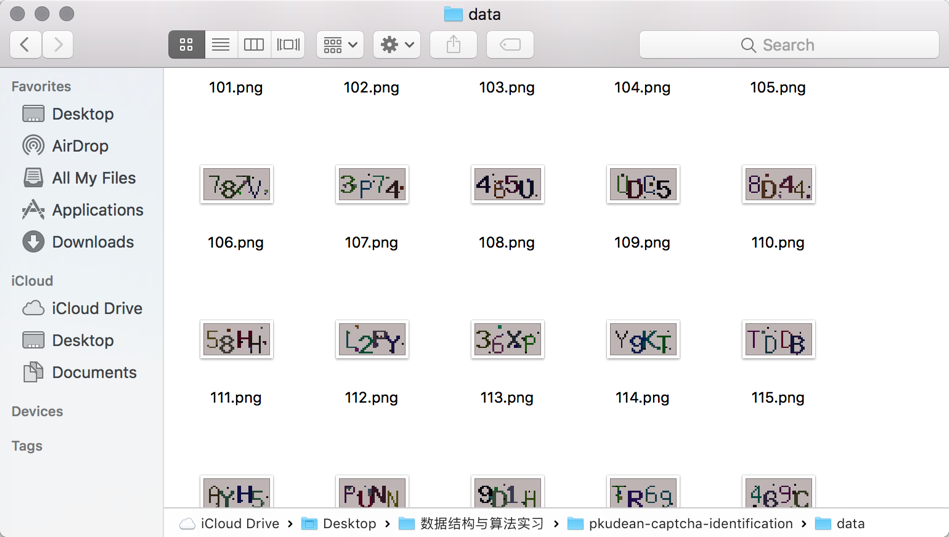 data
Search
Favorites
Desktop
AirDrop
All My Files
Applications
Downloads
iCloud
iCloud Drive
Desktop
Documents
Devices
Tags
101.png 102.png 103.png 104.png 105.png
787V 3P74 4B5U UDC5 8D44
106.png 107.png 108.png 109.png 110.png
58HH L2PY 36XP Y9KT TDDB
111.png 112.png 113.png 114.png 115.png
AYH5 PUNN 9D1H TR69 469C
iCloud Drive › Desktop › 数据结构与算法实习 › pkudean-captcha-identification › data